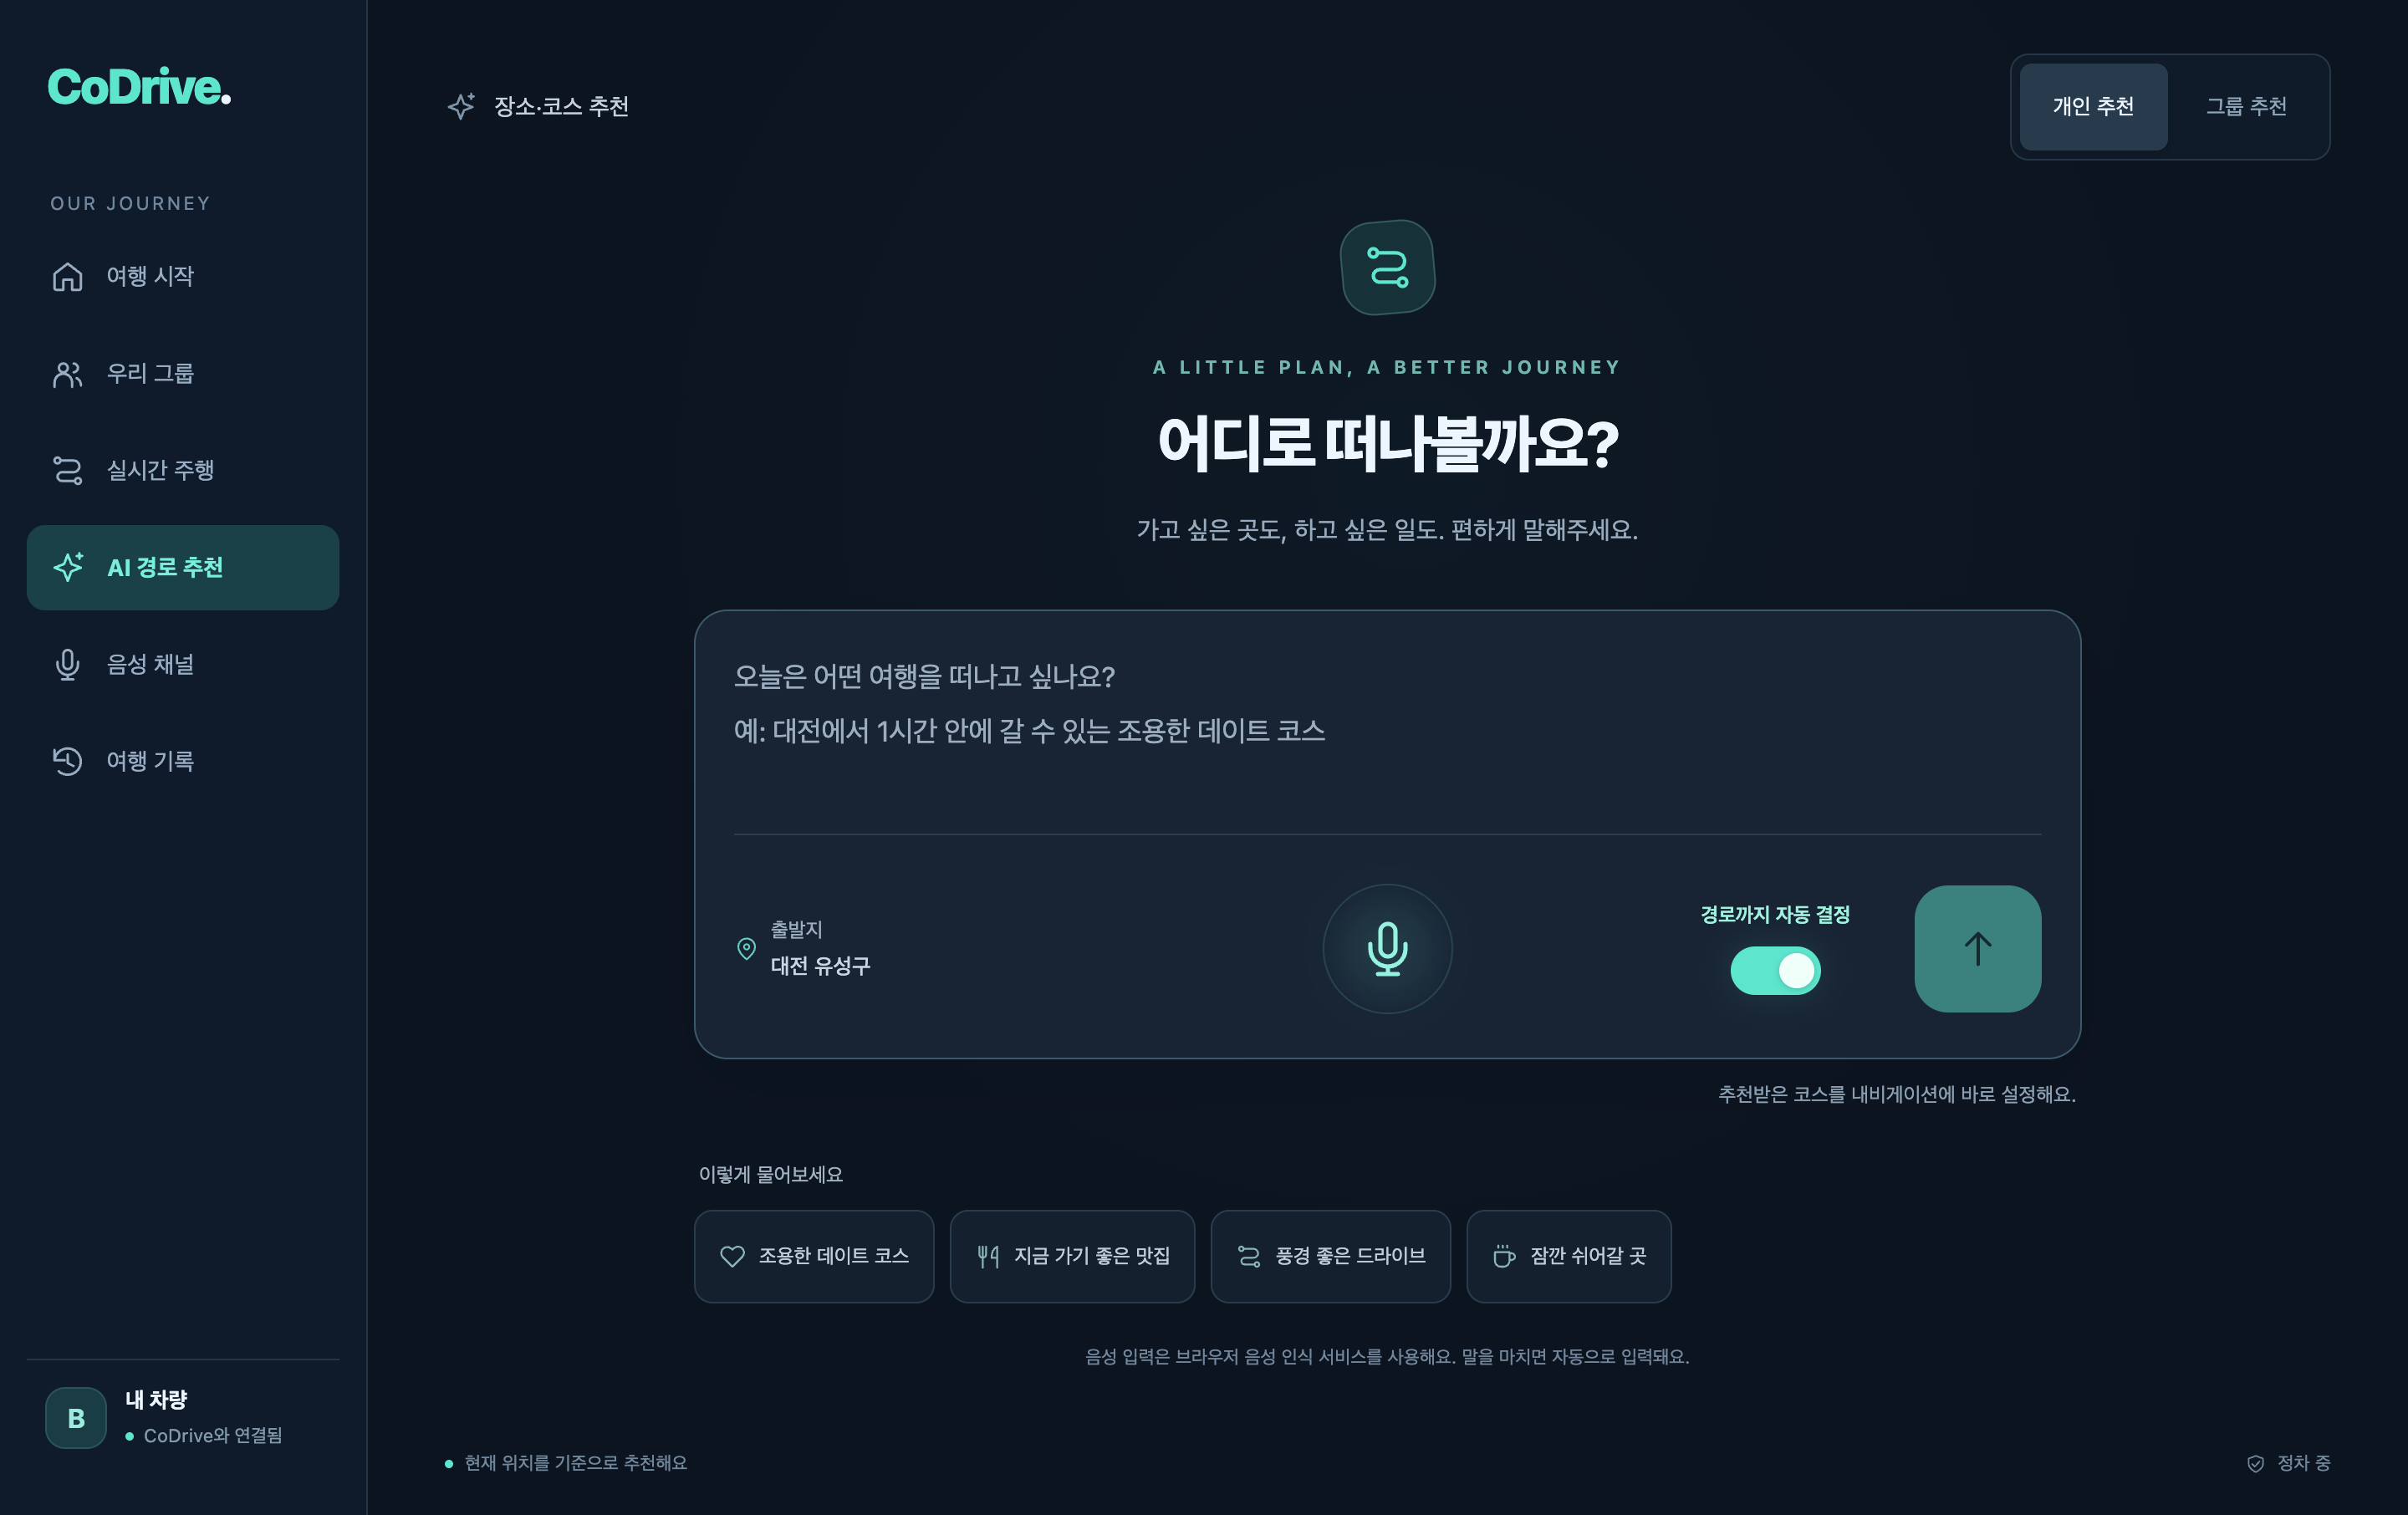 CoDrive.
OUR JOURNEY
여행 시작
우리 그룹
실시간 주행
AI 경로 추천
음성 채널
여행 기록
B
내 차량
CoDrive와 연결됨
장소·코스 추천
개인 추천
그룹 추천
A LITTLE PLAN, A BETTER JOURNEY
어디로 떠나볼까요?
가고 싶은 곳도, 하고 싶은 일도. 편하게 말해주세요.
오늘은 어떤 여행을 떠나고 싶나요?
예: 대전에서 1시간 안에 갈 수 있는 조용한 데이트 코스
출발지
대전 유성구
경로까지 자동 결정
추천받은 코스를 내비게이션에 바로 설정해요.
이렇게 물어보세요
조용한 데이트 코스
지금 가기 좋은 맛집
풍경 좋은 드라이브
잠깐 쉬어갈 곳
음성 입력은 브라우저 음성 인식 서비스를 사용해요. 말을 마치면 자동으로 입력돼요.
현재 위치를 기준으로 추천해요
정차 중